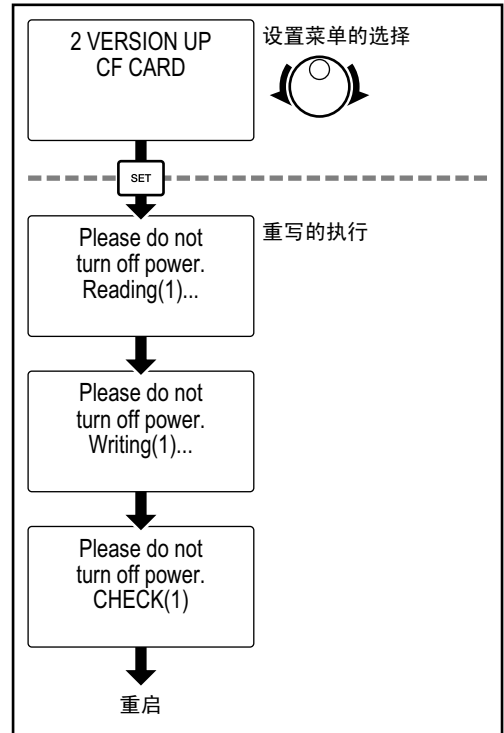 2 VERSION UP
CF CARD
设置菜单的选择
SET
Please do not
turn off power.
Reading(1)...
重写的执行
Please do not
turn off power.
Writing(1)...
Please do not
turn off power.
CHECK(1)
重启